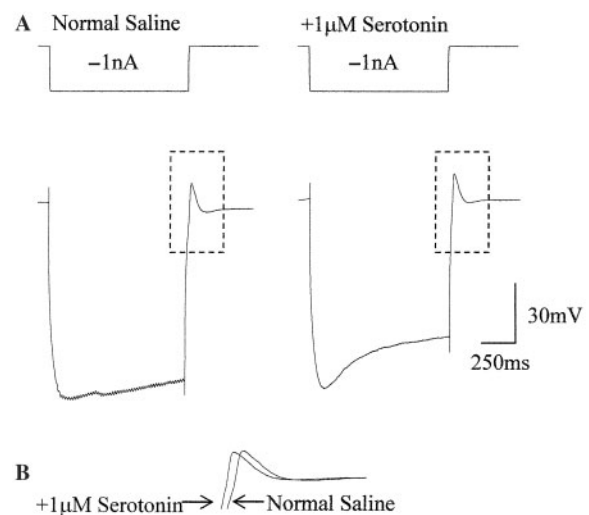 A Normal Saline +1μM Serotonin
−1nA −1nA
30mV
250ms
B
+1μM Serotonin Normal Saline